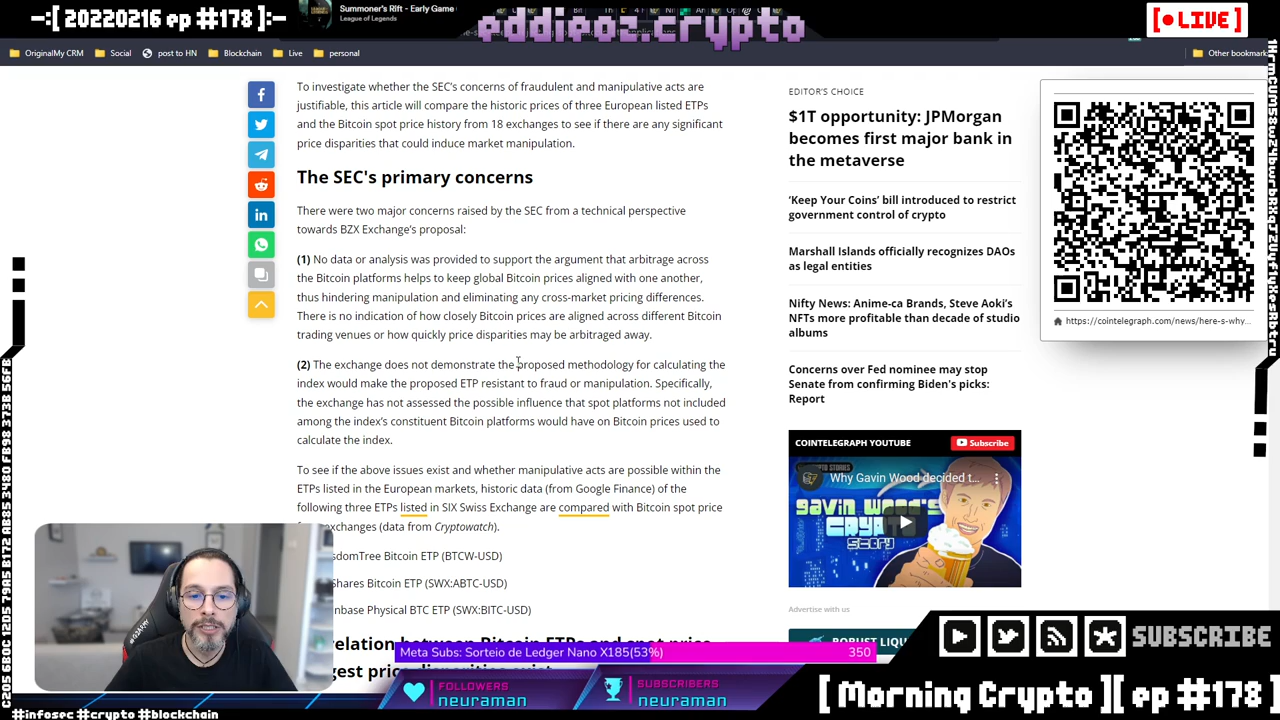 -:[ 20220216 ep #178 ]:-
Summoner's Rift - Early Game
League of Legends
eddieoz.crypto
[ • LIVE ]
OriginalMy CRM
Social
post to HN
Blockchain
Live
personal
Other bookmark
To investigate whether the SEC's concerns of fraudulent and manipulative acts are
justifiable, this article will compare the historic prices of three European listed ETPs
and the Bitcoin spot price history from 18 exchanges to see if there are any significant
price disparities that could induce market manipulation.
The SEC's primary concerns
There were two major concerns raised by the SEC from a technical perspective
towards BZX Exchange's proposal:
(1) No data or analysis was provided to support the argument that arbitrage across
the Bitcoin platforms helps to keep global Bitcoin prices aligned with one another,
thus hindering manipulation and eliminating any cross-market pricing differences.
There is no indication of how closely Bitcoin prices are aligned across different Bitcoin
trading venues or how quickly price disparities may be arbitraged away.
(2) The exchange does not demonstrate the proposed methodology for calculating the
index would make the proposed ETP resistant to fraud or manipulation. Specifically,
the exchange has not assessed the possible influence that spot platforms not included
among the index's constituent Bitcoin platforms would have on Bitcoin prices used to
calculate the index.
To see if the above issues exist and whether manipulative acts are possible within the
ETPs listed in the European markets, historic data (from Google Finance) of the
following three ETPs listed in SIX Swiss Exchange are compared with Bitcoin spot price
exchanges (data from Cryptowatch).
sdomTree Bitcoin ETP (BTCW-USD)
Shares Bitcoin ETP (SWX:ABTC-USD)
nbase Physical BTC ETP (SWX:BITC-USD)
relation between Bitcoin ETPs and spot price
gest price disparities exist
EDITOR'S CHOICE
$1T opportunity: JPMorgan
becomes first major bank in
the metaverse
'Keep Your Coins' bill introduced to restrict
government control of crypto
Marshall Islands officially recognizes DAOs
as legal entities
Nifty News: Anime-ca Brands, Steve Aoki's
NFTs more profitable than decade of studio
albums
Concerns over Fed nominee may stop
Senate from confirming Biden's picks:
Report
COINTELEGRAPH YOUTUBE
Subscribe
Why Gavin Wood decided t...
GAVIN WOOD'S
CRYPTO
STORY
Advertise with us
ROBUST LIQU
https://cointelegraph.com/news/here-s-why...
Meta Subs: Sorteio de Ledger Nano X185(53%)
350
FOLLOWERS
neuraman
SUBSCRIBERS
neuraman
SUBSCRIBE
[ Morning Crypto ][ ep #178 ]
#infosec #crypto #blockchain